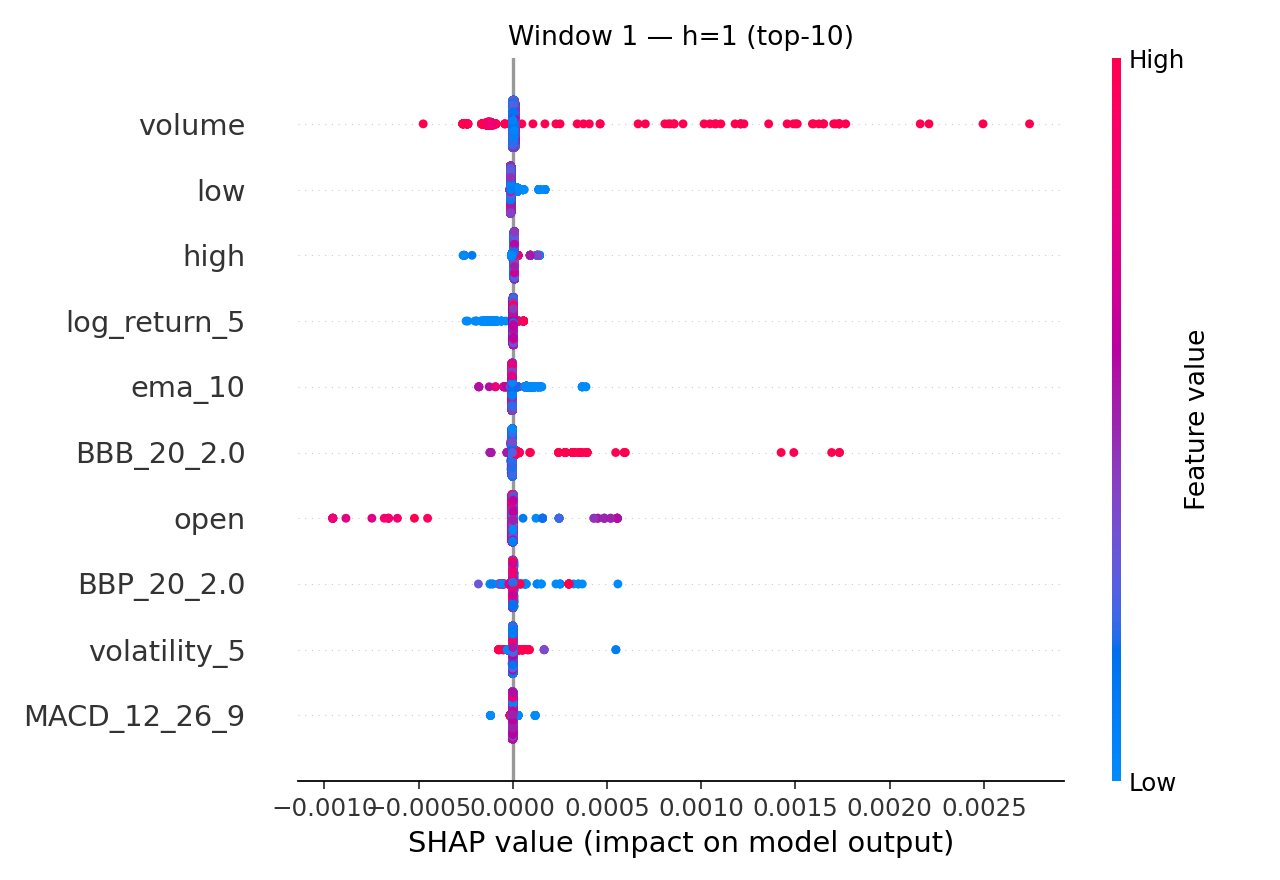 Window 1 — h=1 (top-10)
High
volume
low
high
log_return_5
ema_10
BBB_20_2.0
open
BBP_20_2.0
volatility_5
MACD_12_26_9
Feature value
Low
−0.0010 −0.0005 0.0000 0.0005 0.0010 0.0015 0.0020 0.0025
SHAP value (impact on model output)